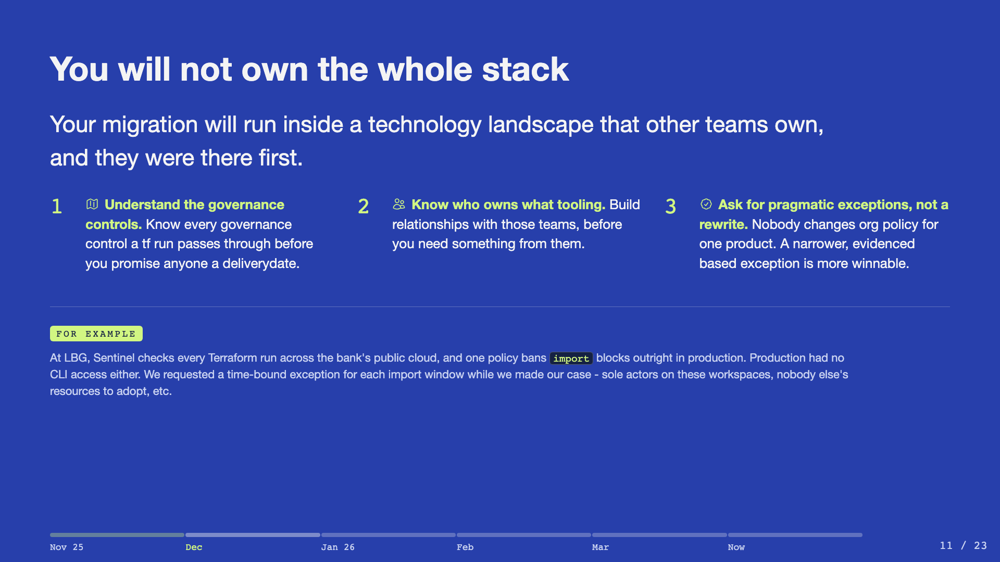 You will not own the whole stack
Your migration will run inside a technology landscape that other teams own,
and they were there first.
1
Understand the governance
controls. Know every governance
control a tf run passes through before
you promise anyone a deliverydate.
2
Know who owns what tooling. Build
relationships with those teams, before
you need something from them.
3
Ask for pragmatic exceptions, not a
rewrite. Nobody changes org policy for
one product. A narrower, evidenced
based exception is more winnable.
FOR EXAMPLE
At LBG, Sentinel checks every Terraform run across the bank's public cloud, and one policy bans import blocks outright in production. Production had no
CLI access either. We requested a time-bound exception for each import window while we made our case - sole actors on these workspaces, nobody else's
resources to adopt, etc.
Nov 25
Dec
Jan 26
Feb
Mar
Now
11 / 23